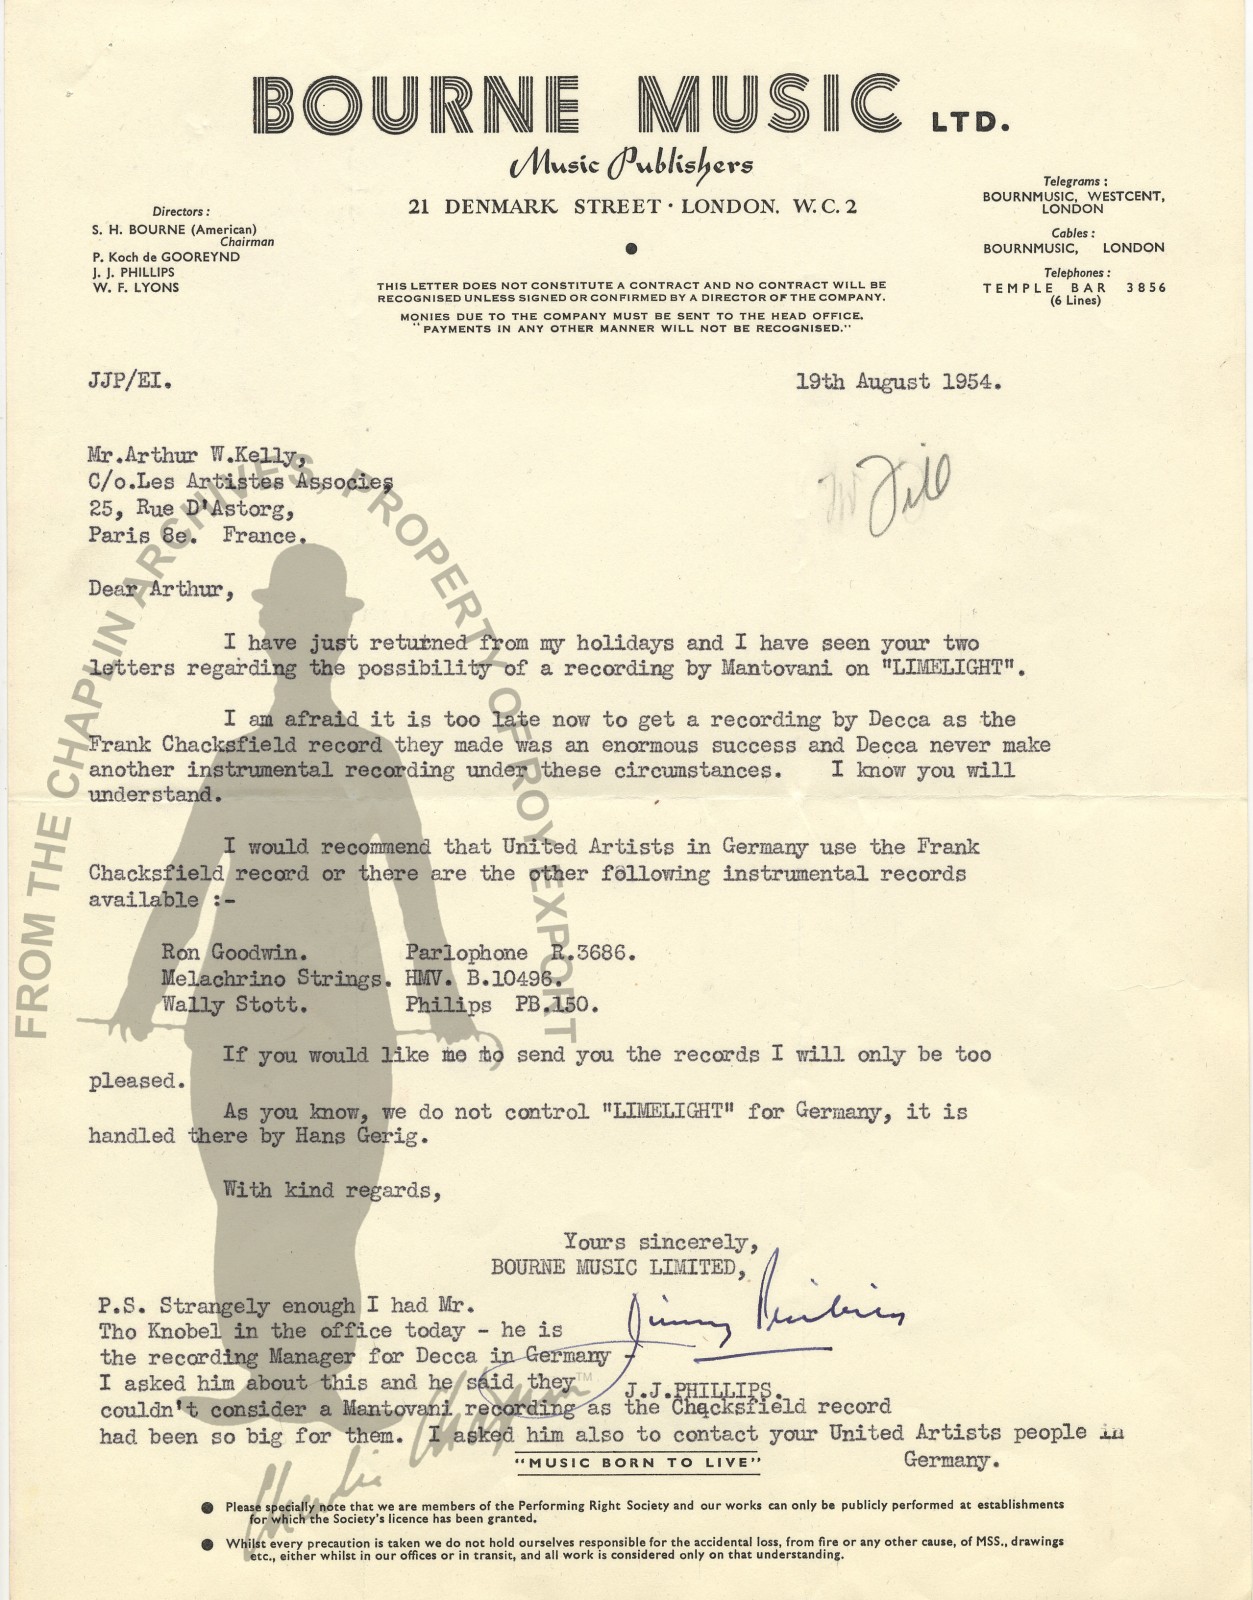 BOURNE MUSIC LTD.
Music Publishers
21 DENMARK STREET · LONDON. W.C.2
Directors :
S. H. BOURNE (American)
Chairman
P. Koch de GOOREYND
J. J. PHILLIPS
W. F. LYONS
Telegrams :
BOURNMUSIC, WESTCENT,
LONDON
Cables :
BOURNMUSIC, LONDON
Telephones :
TEMPLE BAR 3856
(6 Lines)
THIS LETTER DOES NOT CONSTITUTE A CONTRACT AND NO CONTRACT WILL BE
RECOGNISED UNLESS SIGNED OR CONFIRMED BY A DIRECTOR OF THE COMPANY.
MONIES DUE TO THE COMPANY MUST BE SENT TO THE HEAD OFFICE.
"PAYMENTS IN ANY OTHER MANNER WILL NOT BE RECOGNISED."
JJP/EI.
19th August 1954.
Mr.Arthur W.Kelly,
C/o.Les Artistes Associes
25, Rue D'Astorg,
Paris 8e. France.
File
Dear Arthur,
I have just returned from my holidays and I have seen your two
letters regarding the possibility of a recording by Mantovani on "LIMELIGHT".
I am afraid it is too late now to get a recording by Decca as the
Frank Chacksfield record they made was an enormous success and Decca never make
another instrumental recording under these circumstances. I know you will
understand.
I would recommend that United Artists in Germany use the Frank
Chacksfield record or there are the other following instrumental records
available :-
Ron Goodwin. Parlophone R.3686.
Melachrino Strings. HMV. B.10496.
Wally Stott. Philips PB.150.
If you would like me to send you the records I will only be too
pleased.
As you know, we do not control "LIMELIGHT" for Germany, it is
handled there by Hans Gerig.
With kind regards,
Yours sincerely,
BOURNE MUSIC LIMITED,
Jimmy Phillips
J.J.PHILLIPS.
P.S. Strangely enough I had Mr.
Tho Knobel in the office today - he is
the recording Manager for Decca in Germany -
I asked him about this and he said they
couldn't consider a Mantovani recording as the Chacksfield record
had been so big for them. I asked him also to contact your United Artists people in
Germany.
"MUSIC BORN TO LIVE"
● Please specially note that we are members of the Performing Right Society and our works can only be publicly performed at establishments
for which the Society's licence has been granted.
● Whilst every precaution is taken we do not hold ourselves responsible for the accidental loss, from fire or any other cause, of MSS., drawings
etc., either whilst in our offices or in transit, and all work is considered only on that understanding.
FROM THE CHAPLIN ARCHIVES, PROPERTY OF ROY EXPORT
Charlie Chaplin™